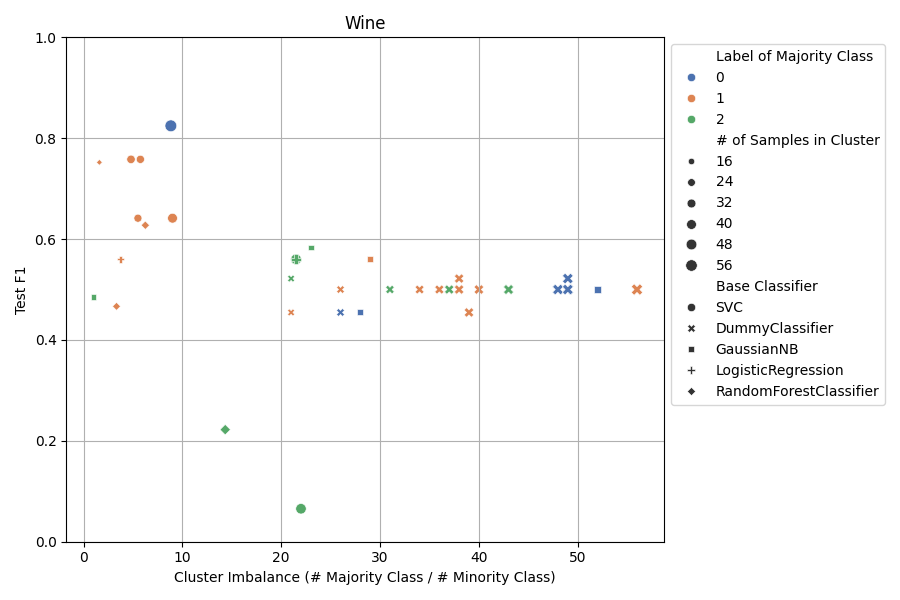 Wine
Test F1
1.0
0.8
0.6
0.4
0.2
0.0
0 10 20 30 40 50
Cluster Imbalance (# Majority Class / # Minority Class)
Label of Majority Class
0
1
2
# of Samples in Cluster
16
24
32
40
48
56
Base Classifier
SVC
DummyClassifier
GaussianNB
LogisticRegression
RandomForestClassifier